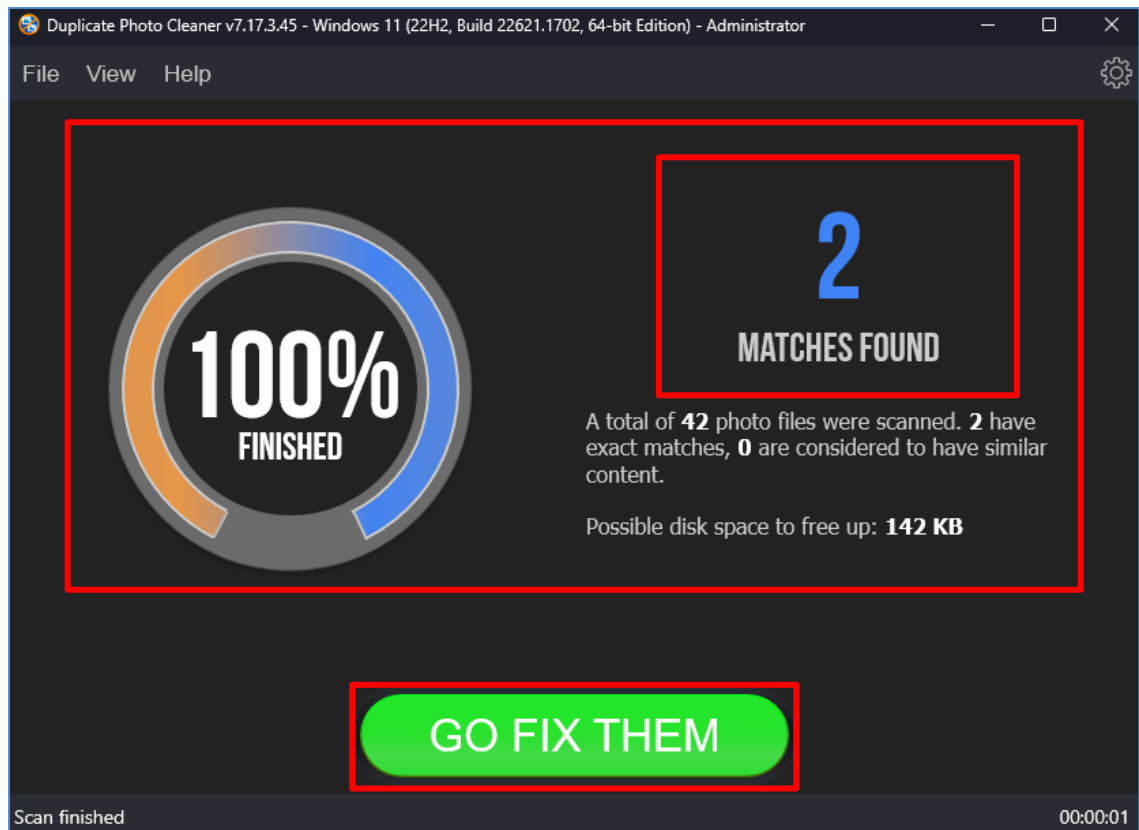 Duplicate Photo Cleaner v7.17.3.45 - Windows 11 (22H2, Build 22621.1702, 64-bit Edition) - Administrator
File View Help
2
MATCHES FOUND
100%
FINISHED
A total of 42 photo files were scanned. 2 have
exact matches, 0 are considered to have similar
content.
Possible disk space to free up: 142 KB
GO FIX THEM
Scan finished 00:00:01